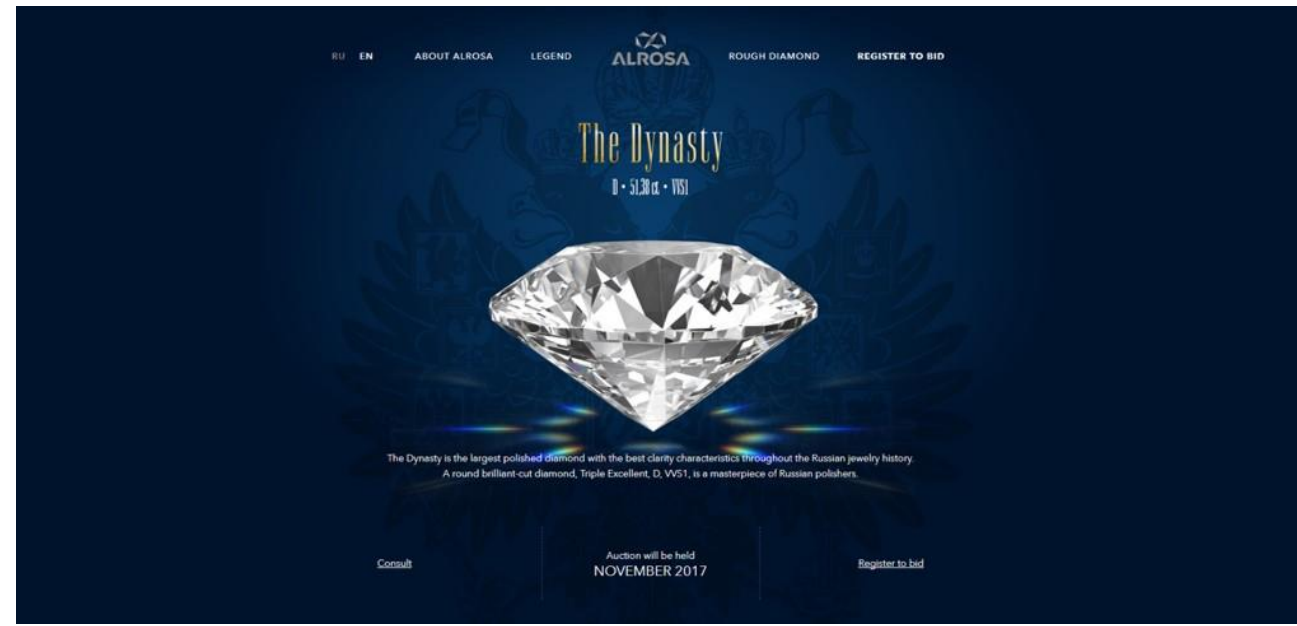 RU EN ABOUT ALROSA LEGEND ALROSA ROUGH DIAMOND REGISTER TO BID
The Dynasty
D • 51,38 ct • VVS1
The Dynasty is the largest polished diamond with the best clarity characteristics throughout the Russian jewelry history.
A round brilliant-cut diamond, Triple Excellent, D, VVS1, is a masterpiece of Russian polishers.
Consult
Auction will be held
NOVEMBER 2017
Register to bid